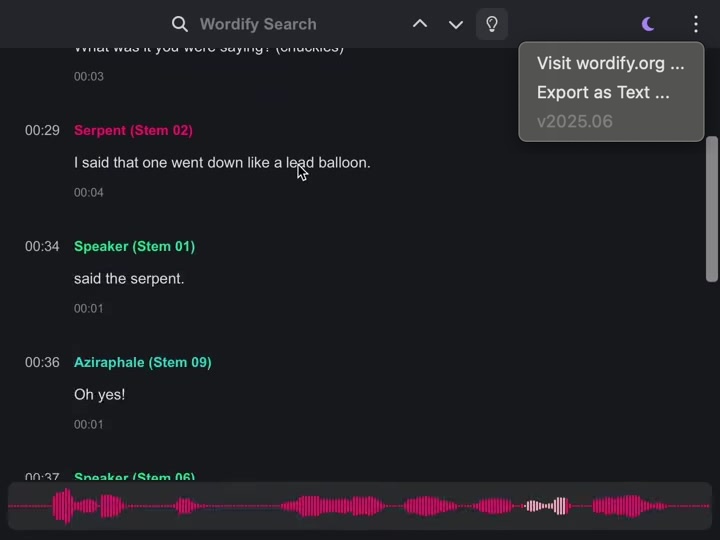 Wordify Search
Visit wordify.org ...
Export as Text ...
v2025.06
What was it you were saying? (chuckles)
00:03
00:29 Serpent (Stem 02)
I said that one went down like a lead balloon.
00:04
00:34 Speaker (Stem 01)
said the serpent.
00:01
00:36 Aziraphale (Stem 09)
Oh yes!
00:01
00:37 Speaker (Stem 06)